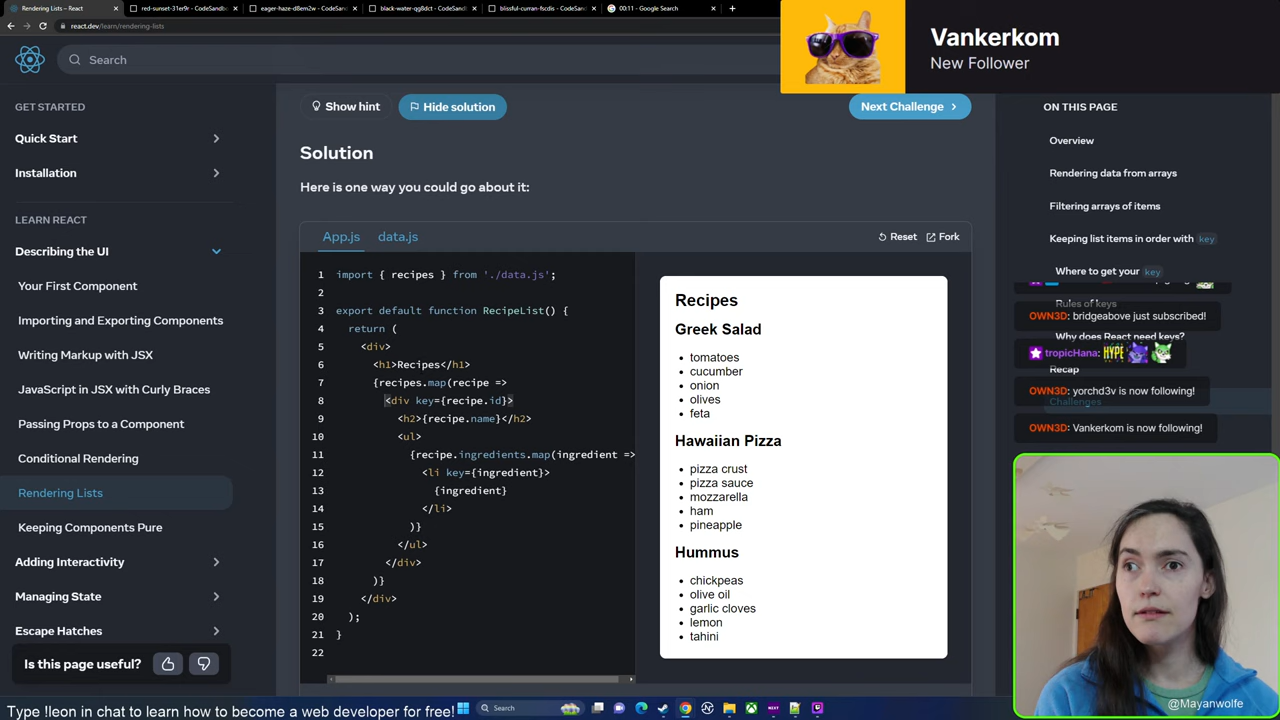 Rendering Lists – React
red-sunset-31er9r - CodeSandb
eager-haze-d8em2w - CodeSandb
black-water-qg8dct - CodeSandb
blissful-curran-fscdis - CodeSand
00:11 - Google Search
react.dev/learn/rendering-lists
Vankerkom
New Follower
Search
GET STARTED
Quick Start
Installation
LEARN REACT
Describing the UI
Your First Component
Importing and Exporting Components
Writing Markup with JSX
JavaScript in JSX with Curly Braces
Passing Props to a Component
Conditional Rendering
Rendering Lists
Keeping Components Pure
Adding Interactivity
Managing State
Escape Hatches
Is this page useful?
Show hint
Hide solution
Next Challenge
Solution
Here is one way you could go about it:
App.js data.js
Reset Fork
1 import { recipes } from './data.js';
2
3 export default function RecipeList() {
4 return (
5 <div>
6 <h1>Recipes</h1>
7 {recipes.map(recipe =>
8 <div key={recipe.id}>
9 <h2>{recipe.name}</h2>
10 <ul>
11 {recipe.ingredients.map(ingredient =>
12 <li key={ingredient}>
13 {ingredient}
14 </li>
15 )}
16 </ul>
17 </div>
18 )}
19 </div>
20 );
21 }
22
Recipes
Greek Salad
tomatoes
cucumber
onion
olives
feta
Hawaiian Pizza
pizza crust
pizza sauce
mozzarella
ham
pineapple
Hummus
chickpeas
olive oil
garlic cloves
lemon
tahini
ON THIS PAGE
Overview
Rendering data from arrays
Filtering arrays of items
Keeping list items in order with key
Where to get your key
Rules of keys
OWN3D: bridgeabove just subscribed!
Why does React need keys?
tropicHana: HYPE
Recap
OWN3D: yorchd3v is now following!
Challenges
OWN3D: Vankerkom is now following!
@Mayanwolfe
Type !leon in chat to learn how to become a web developer for free!
Search